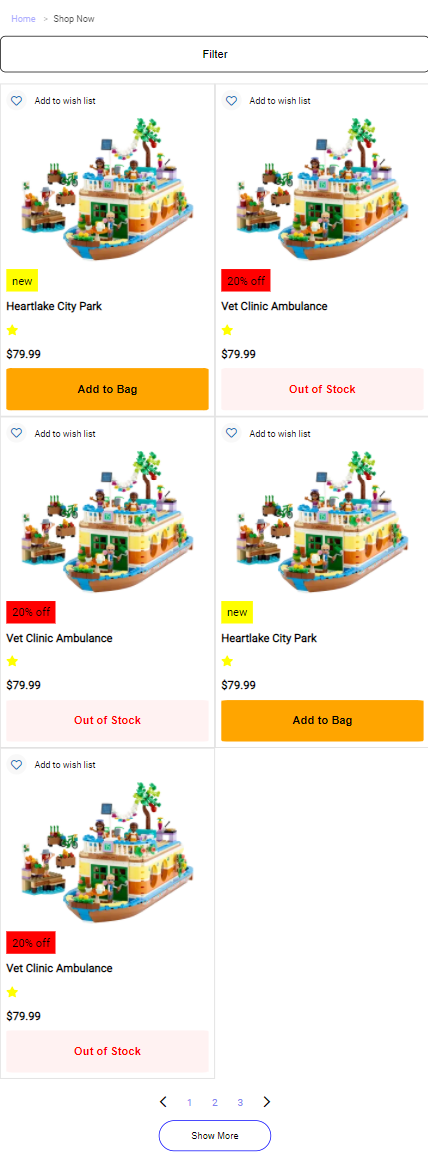 Home > Shop Now
Filter
Add to wish list
new
Heartlake City Park
$79.99
Add to Bag
Add to wish list
20% off
Vet Clinic Ambulance
$79.99
Out of Stock
Add to wish list
20% off
Vet Clinic Ambulance
$79.99
Out of Stock
Add to wish list
new
Heartlake City Park
$79.99
Add to Bag
Add to wish list
20% off
Vet Clinic Ambulance
$79.99
Out of Stock
1 2 3
Show More